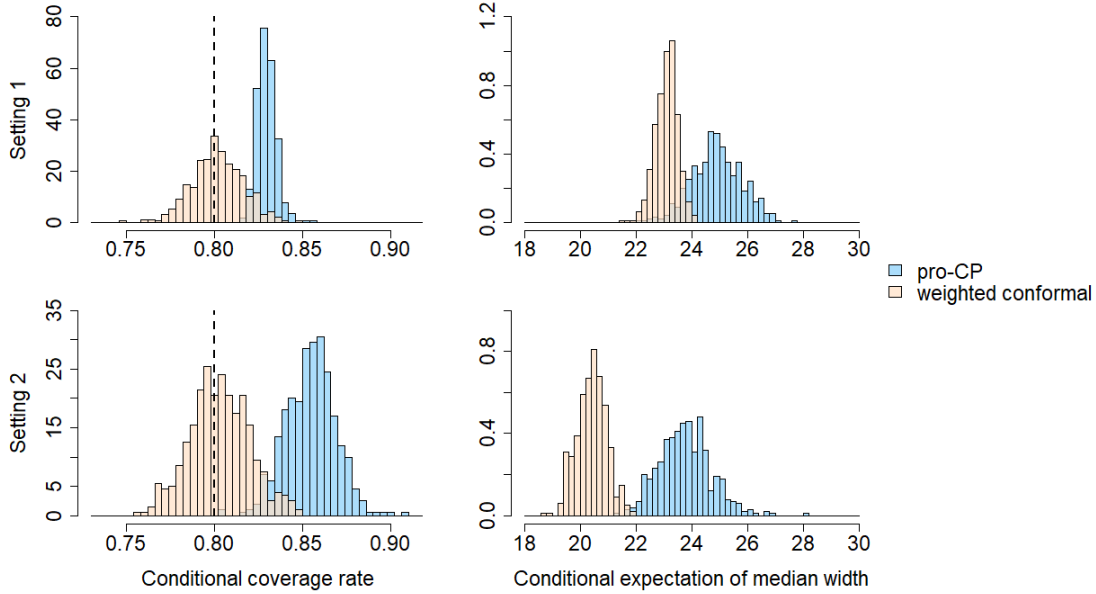 Setting 1
80
60
40
20
0
0.75 0.80 0.85 0.90
1.2
0.8
0.4
0.0
18 20 22 24 26 28 30
pro-CP
weighted conformal
Setting 2
35
25
15
5
0
0.75 0.80 0.85 0.90
Conditional coverage rate
0.8
0.4
0.0
18 20 22 24 26 28 30
Conditional expectation of median width